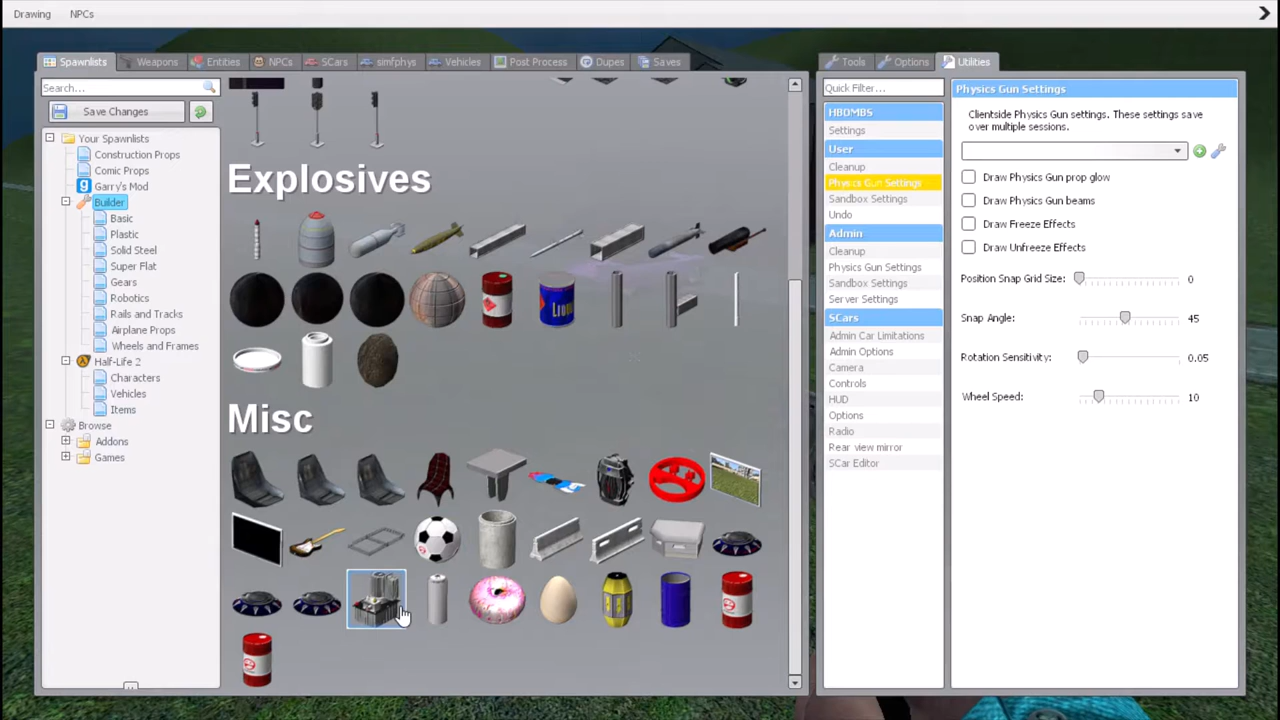 Drawing NPCs
Spawnlists Weapons Entities NPCs SCars simfphys Vehicles Post Process Dupes Saves
Tools Options Utilities
Search...
Save Changes
Your Spawnlists
Construction Props
Comic Props
Garry's Mod
Builder
Basic
Plastic
Solid Steel
Super Flat
Gears
Robotics
Rails and Tracks
Airplane Props
Wheels and Frames
Half-Life 2
Characters
Vehicles
Items
Browse
Addons
Games
Explosives
Misc
Quick Filter...
HBOMBS
Settings
User
Cleanup
Physics Gun Settings
Sandbox Settings
Undo
Admin
Cleanup
Physics Gun Settings
Sandbox Settings
Server Settings
SCars
Admin Car Limitations
Admin Options
Camera
Controls
HUD
Options
Radio
Rear view mirror
SCar Editor
Physics Gun Settings
Clientside Physics Gun settings. These settings save
over multiple sessions.
Draw Physics Gun prop glow
Draw Physics Gun beams
Draw Freeze Effects
Draw Unfreeze Effects
Position Snap Grid Size: 0
Snap Angle: 45
Rotation Sensitivity: 0.05
Wheel Speed: 10